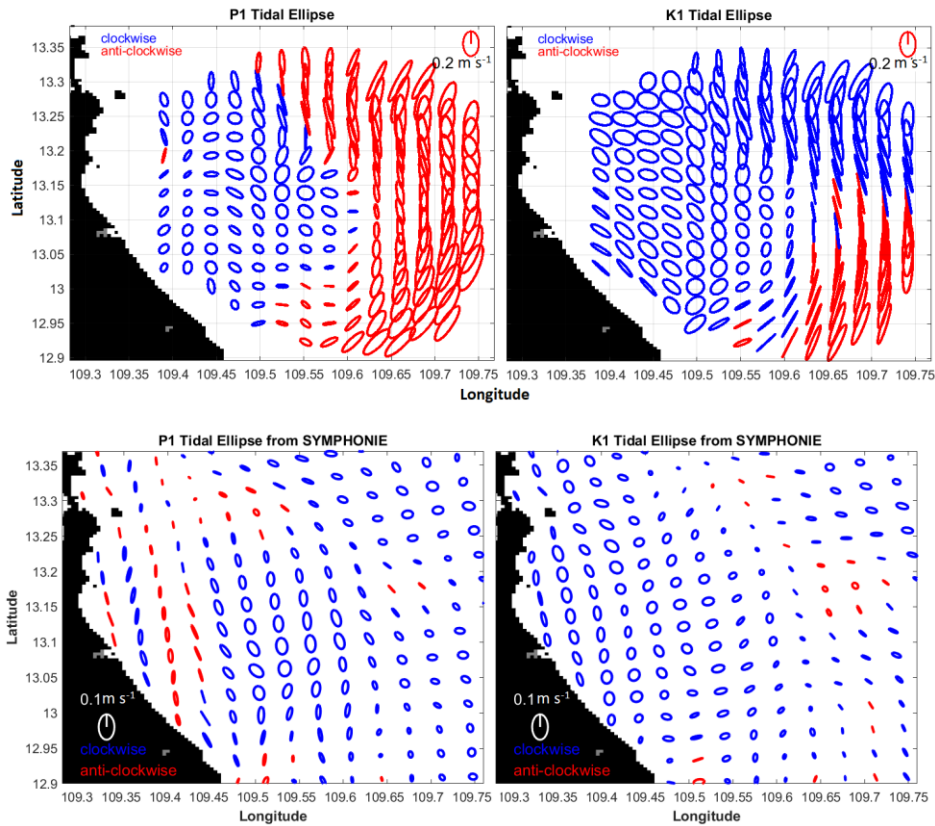 P1 Tidal Ellipse
K1 Tidal Ellipse
clockwise
anti-clockwise
0.2 m s⁻¹
clockwise
anti-clockwise
0.2 m s⁻¹
13.35
13.3
13.25
13.2
13.15
13.1
13.05
13
12.95
12.9
Latitude
109.3 109.35 109.4 109.45 109.5 109.55 109.6 109.65 109.7 109.75
109.3 109.35 109.4 109.45 109.5 109.55 109.6 109.65 109.7 109.75
Longitude
P1 Tidal Ellipse from SYMPHONIE
K1 Tidal Ellipse from SYMPHONIE
13.35
13.3
13.25
13.2
13.15
13.1
13.05
13
12.95
12.9
Latitude
0.1m s⁻¹
clockwise
anti-clockwise
0.1m s⁻¹
clockwise
anti-clockwise
109.3 109.35 109.4 109.45 109.5 109.55 109.6 109.65 109.7 109.75
109.3 109.35 109.4 109.45 109.5 109.55 109.6 109.65 109.7 109.75
Longitude
Longitude